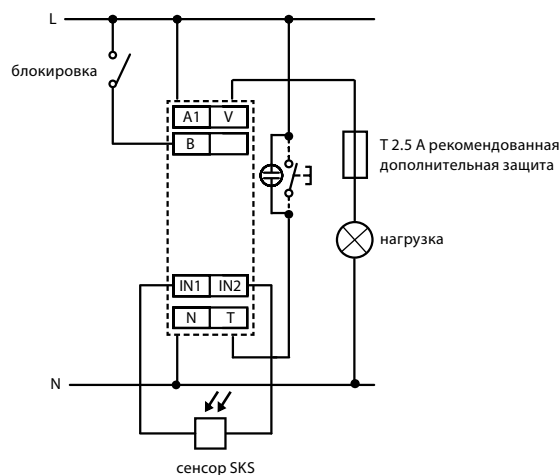 L
блокировка
A1 V
B
T 2.5 A рекомендованная
дополнительная защита
нагрузка
IN1 IN2
N T
N
сенсор SKS